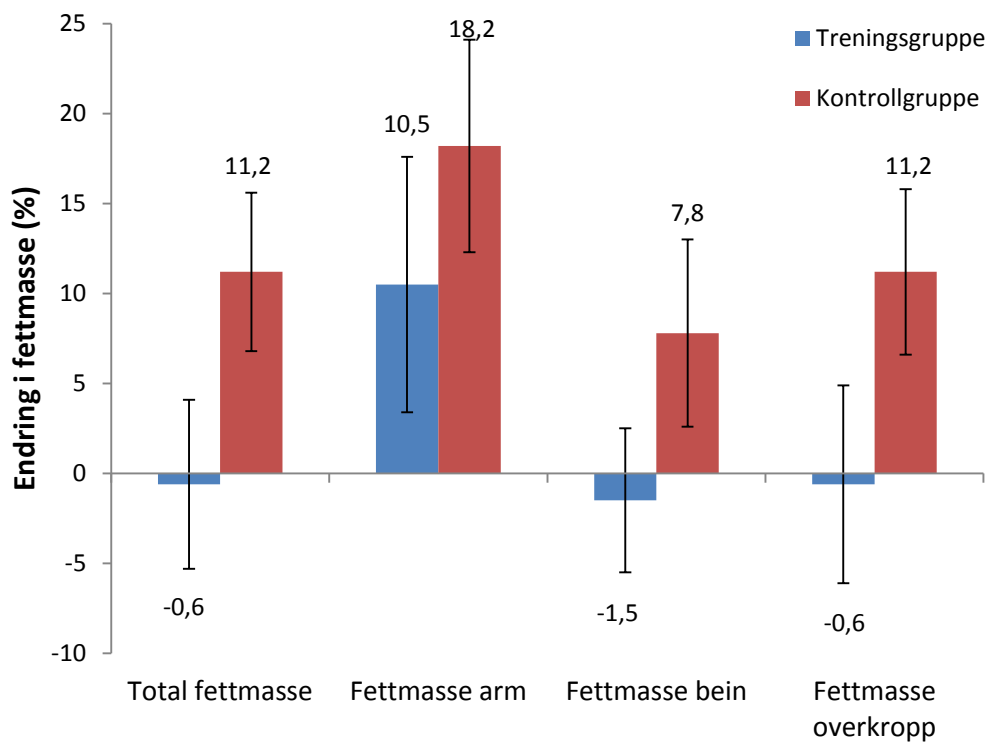 Endring i fettmasse (%)
25
20
15
10
5
0
-5
-10
Treningsgruppe
Kontrollgruppe
-0,6
11,2
10,5
18,2
-1,5
7,8
-0,6
11,2
Total fettmasse
Fettmasse arm
Fettmasse bein
Fettmasse
overkropp